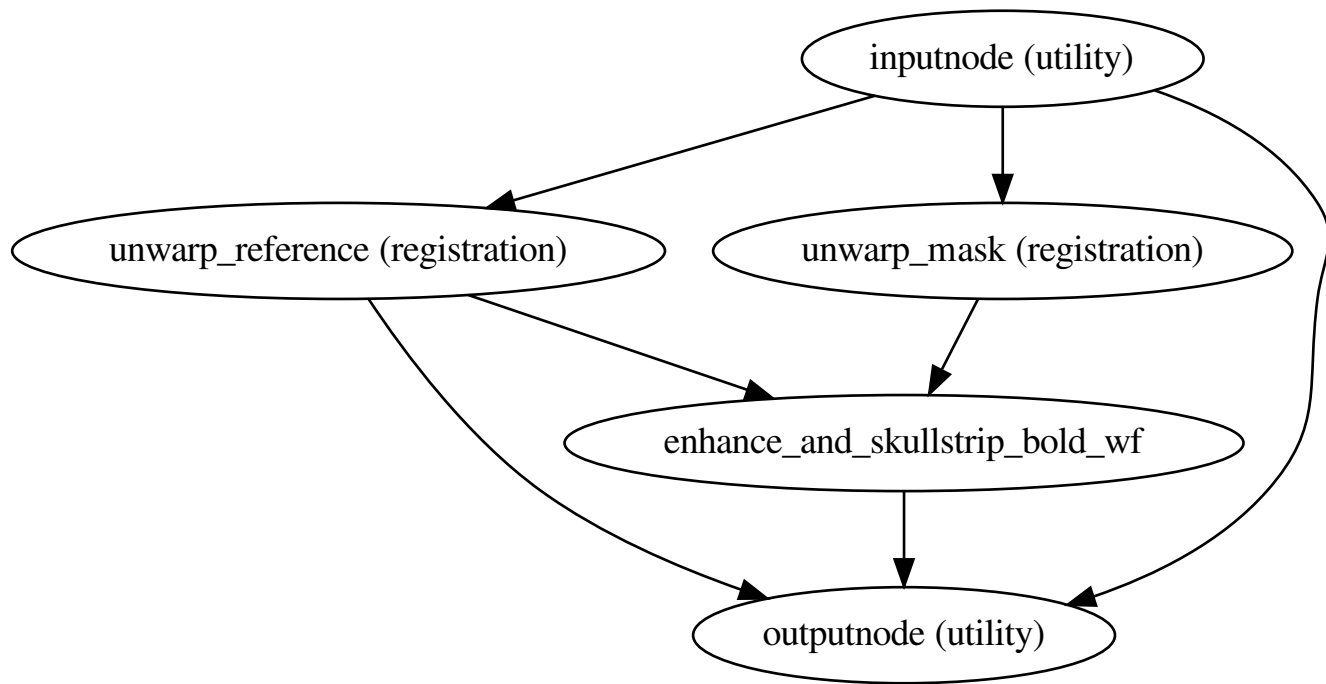 inputnode (utility)
unwarp_reference (registration)
unwarp_mask (registration)
enhance_and_skullstrip_bold_wf
outputnode (utility)